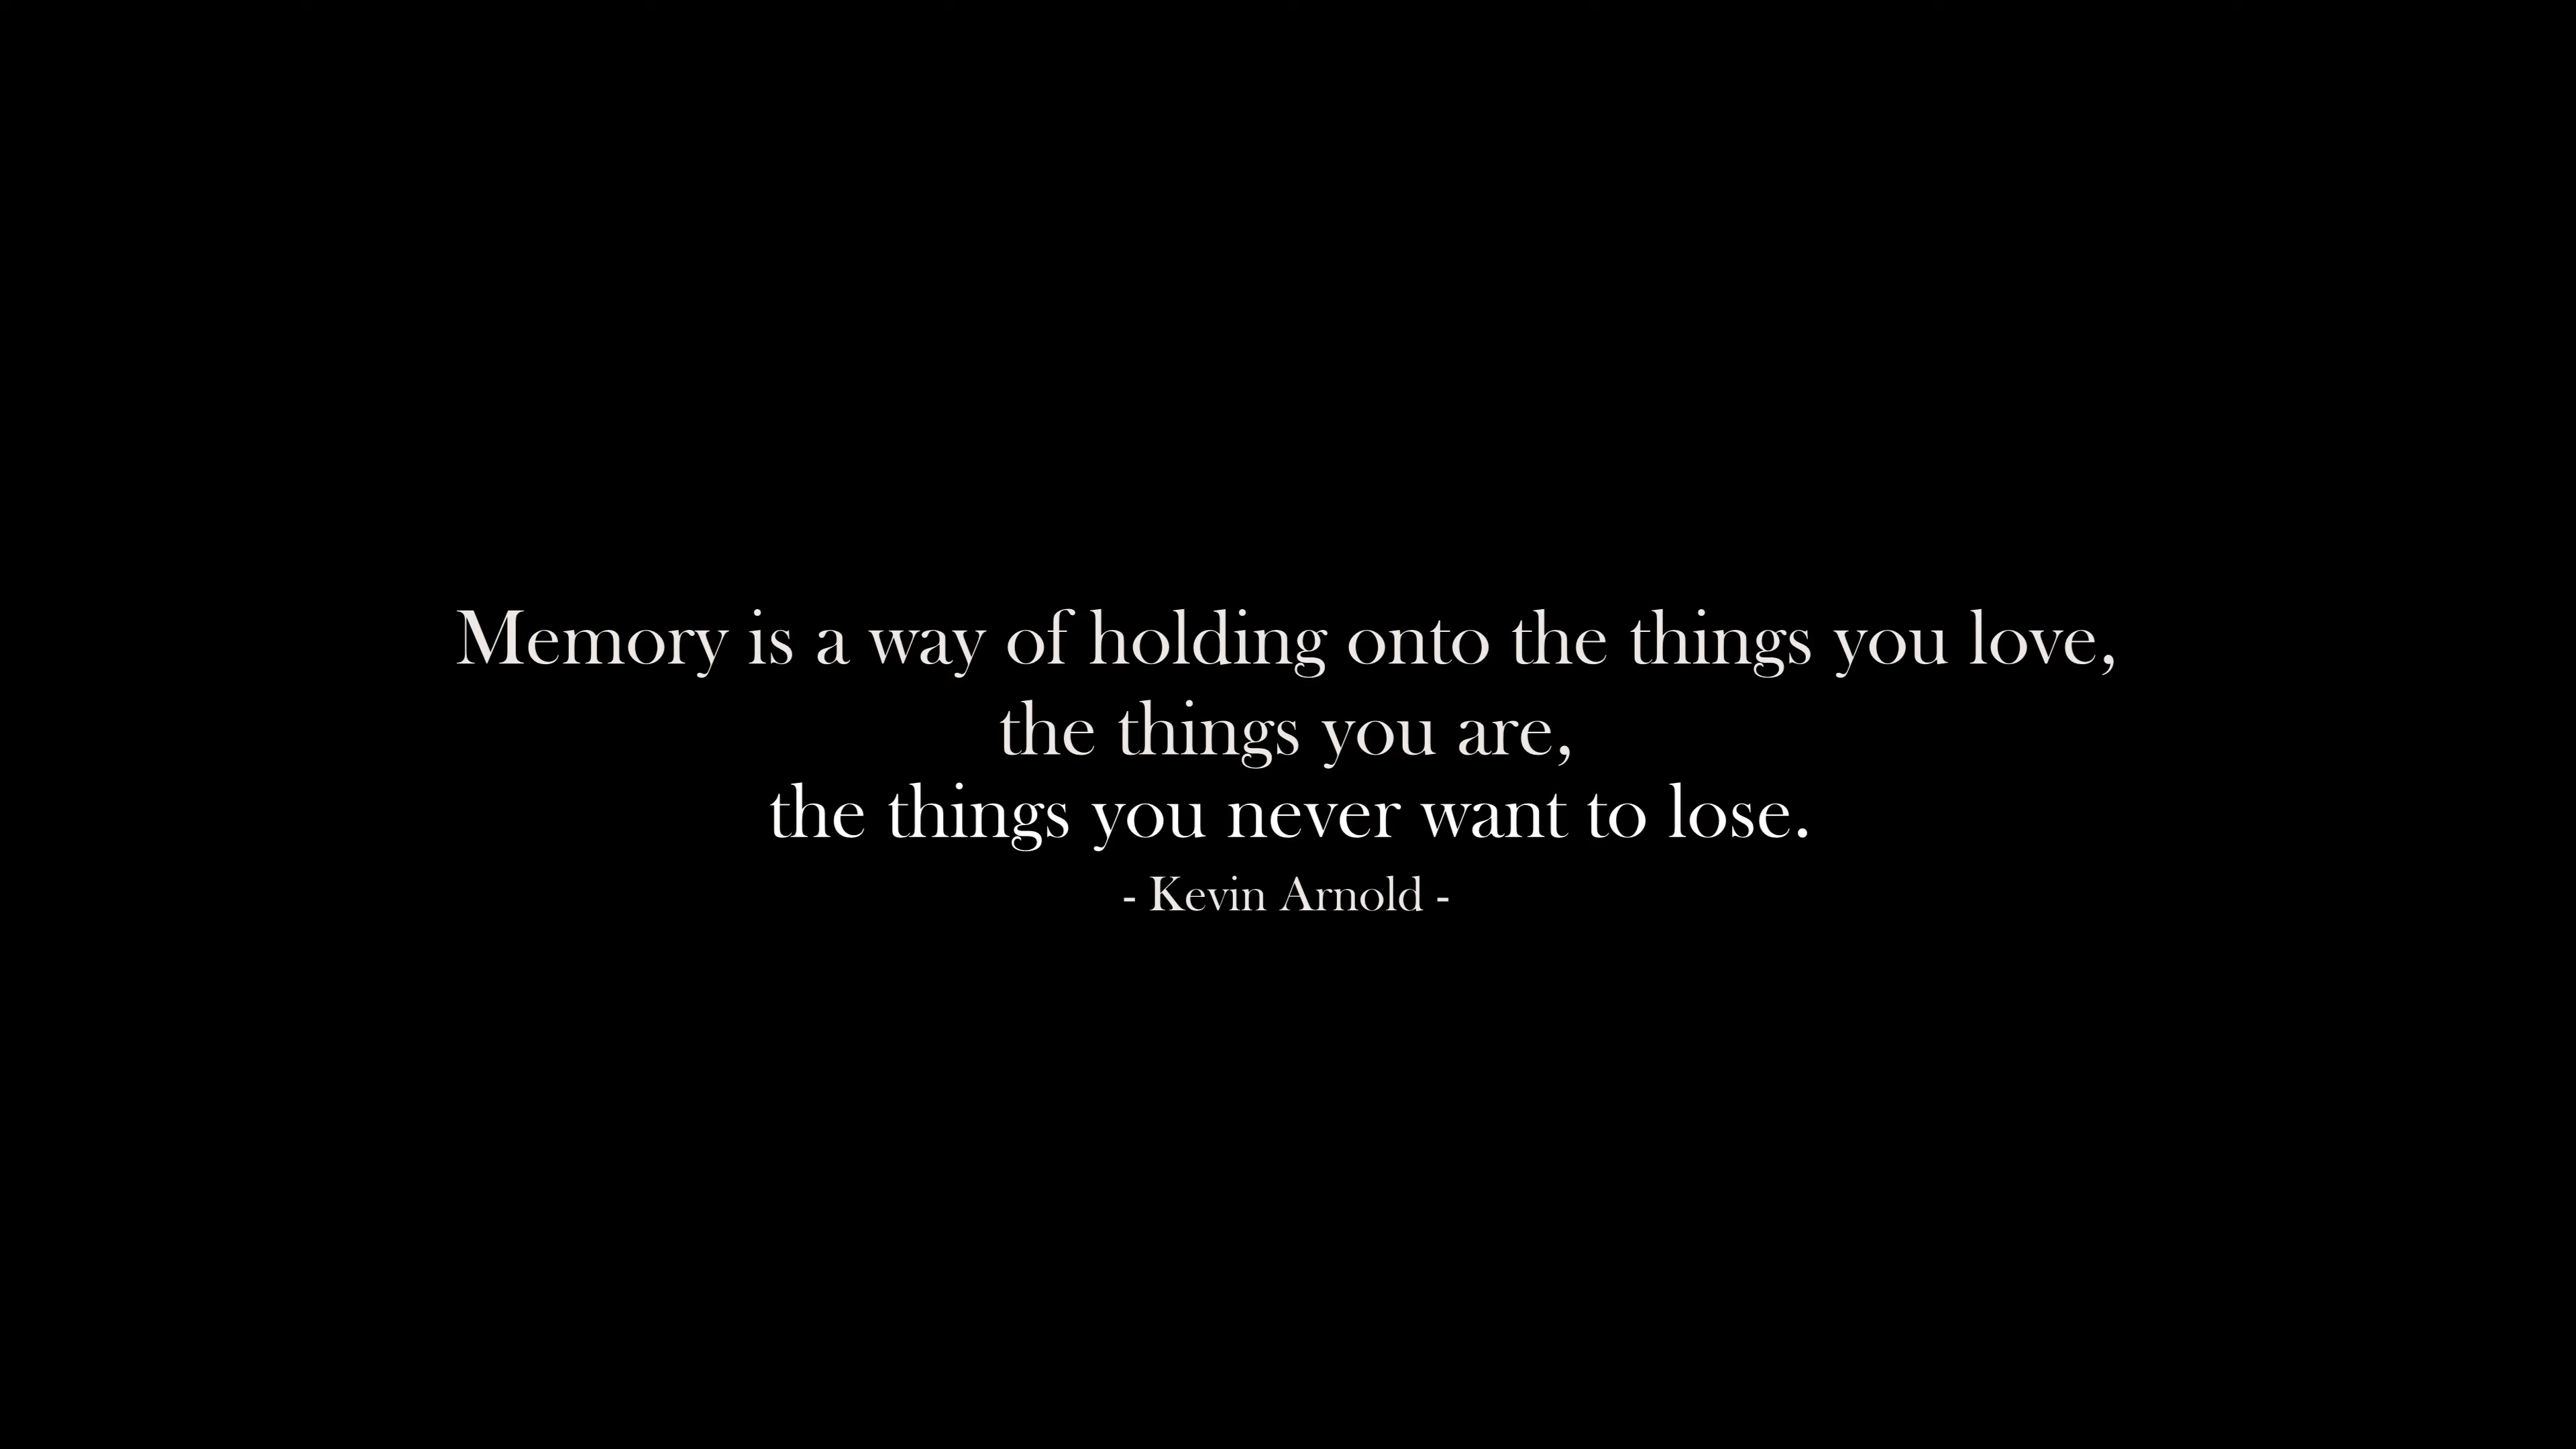 Memory is a way of holding onto the things you love,
the things you are,
the things you never want to lose.
- Kevin Arnold -